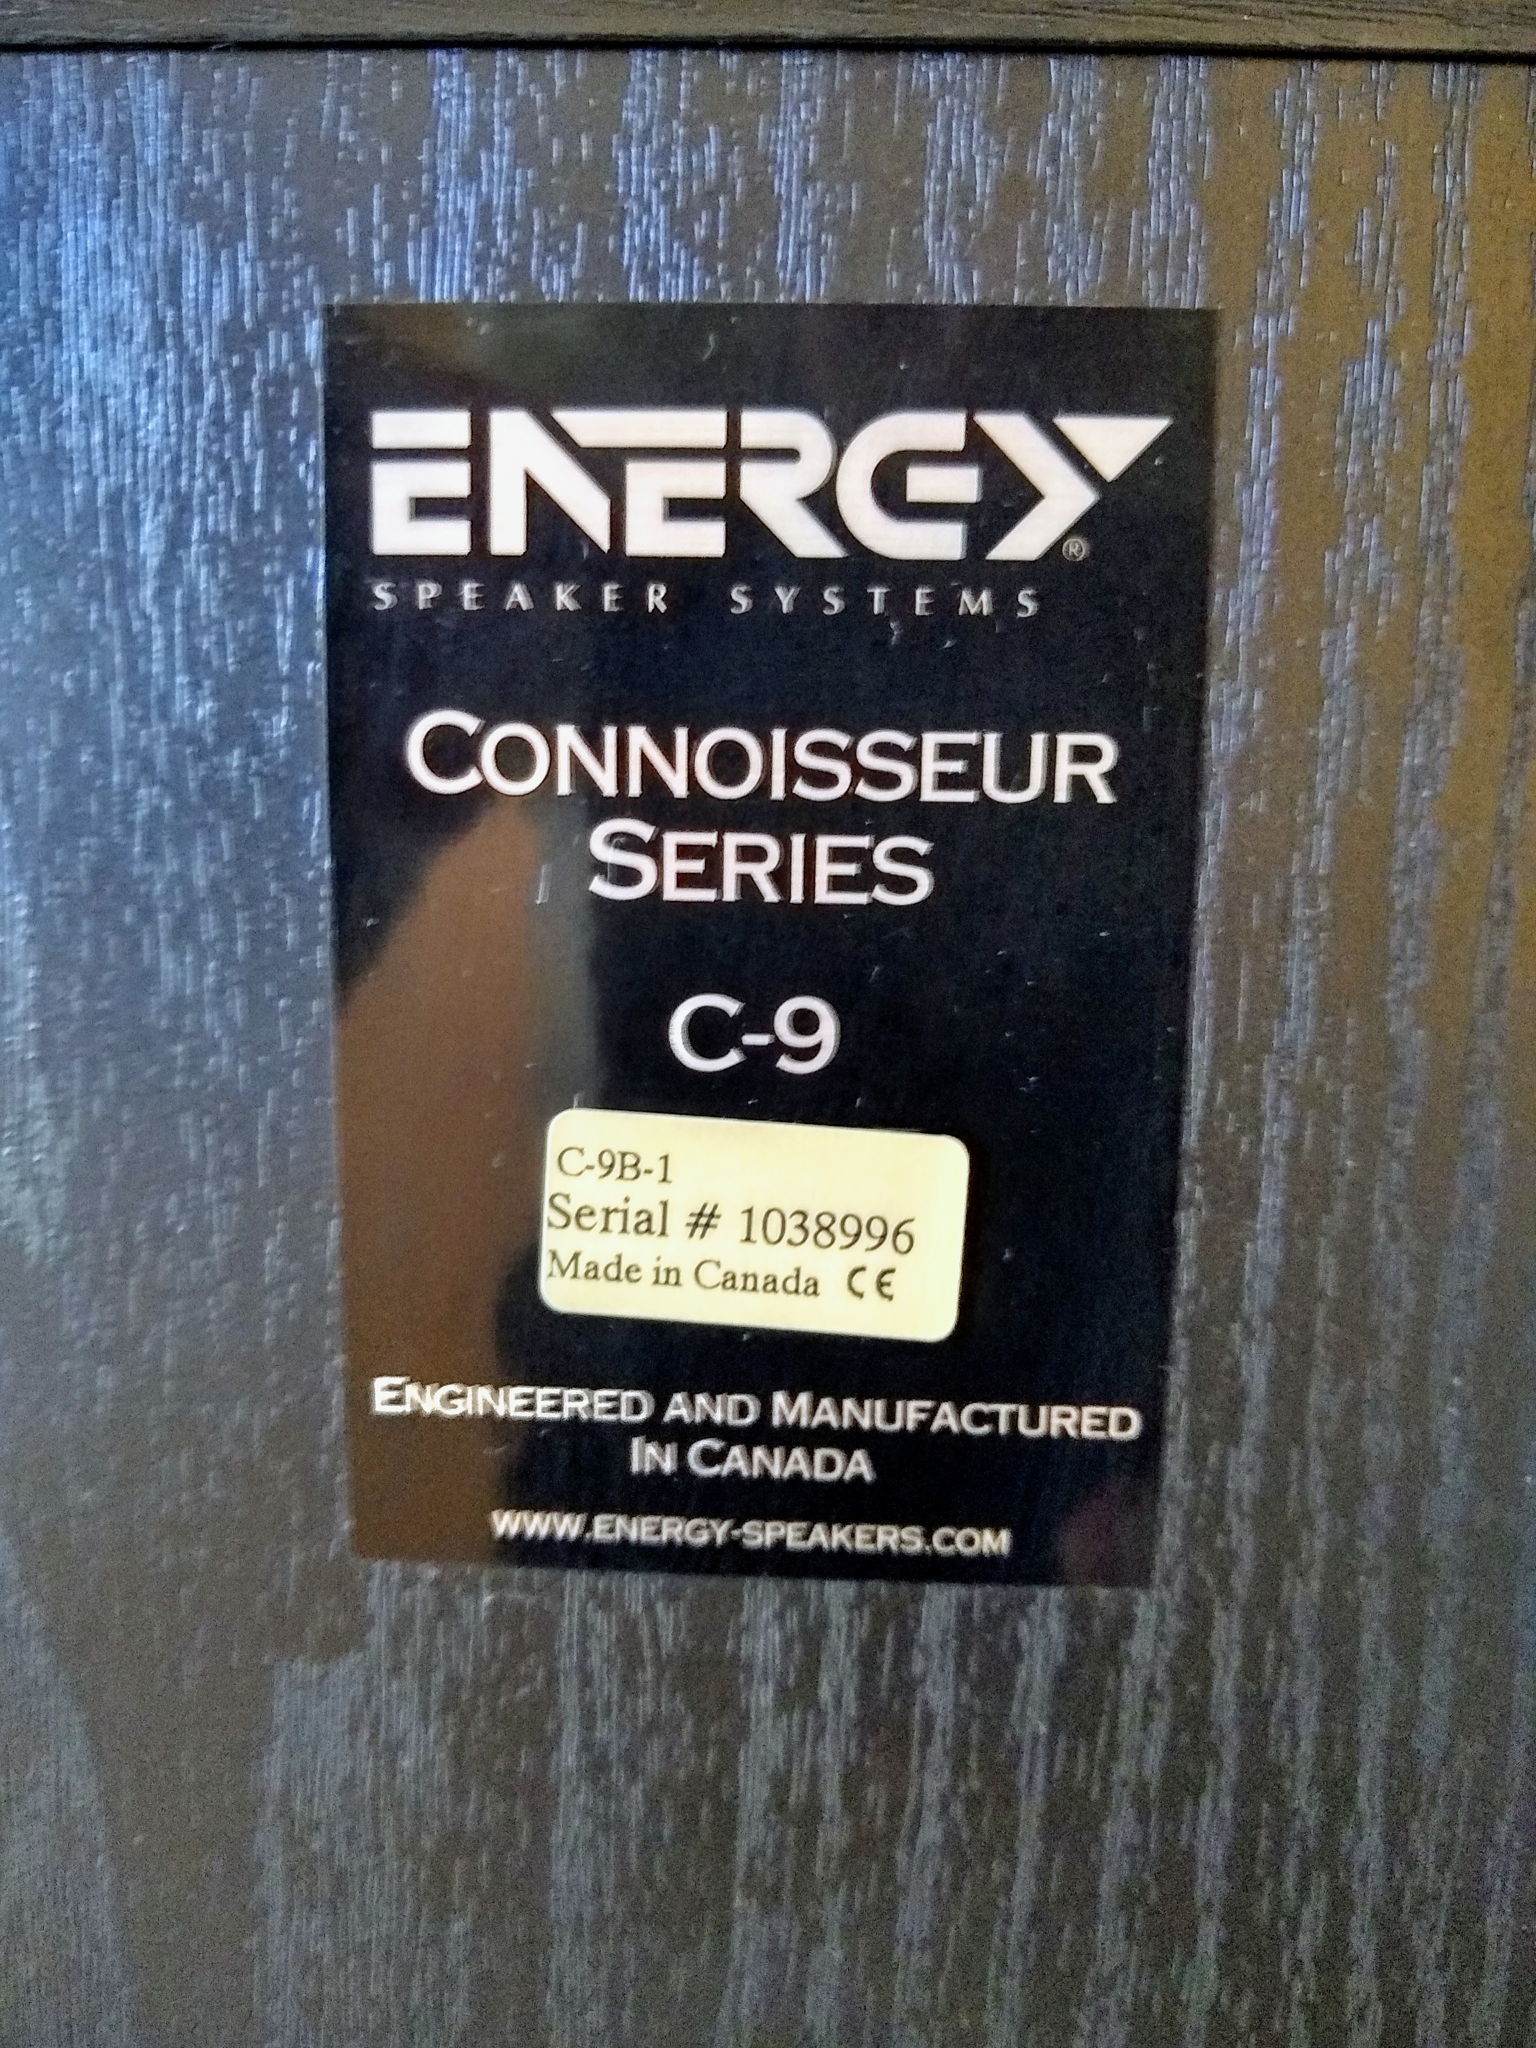 ENERGY®
SPEAKER SYSTEMS
CONNOISSEUR
SERIES
C-9
C-9B-1
Serial # 1038996
Made in Canada CE
ENGINEERED AND MANUFACTURED
IN CANADA
WWW.ENERGY-SPEAKERS.COM